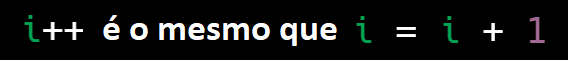 i++ é o mesmo que i = i + 1